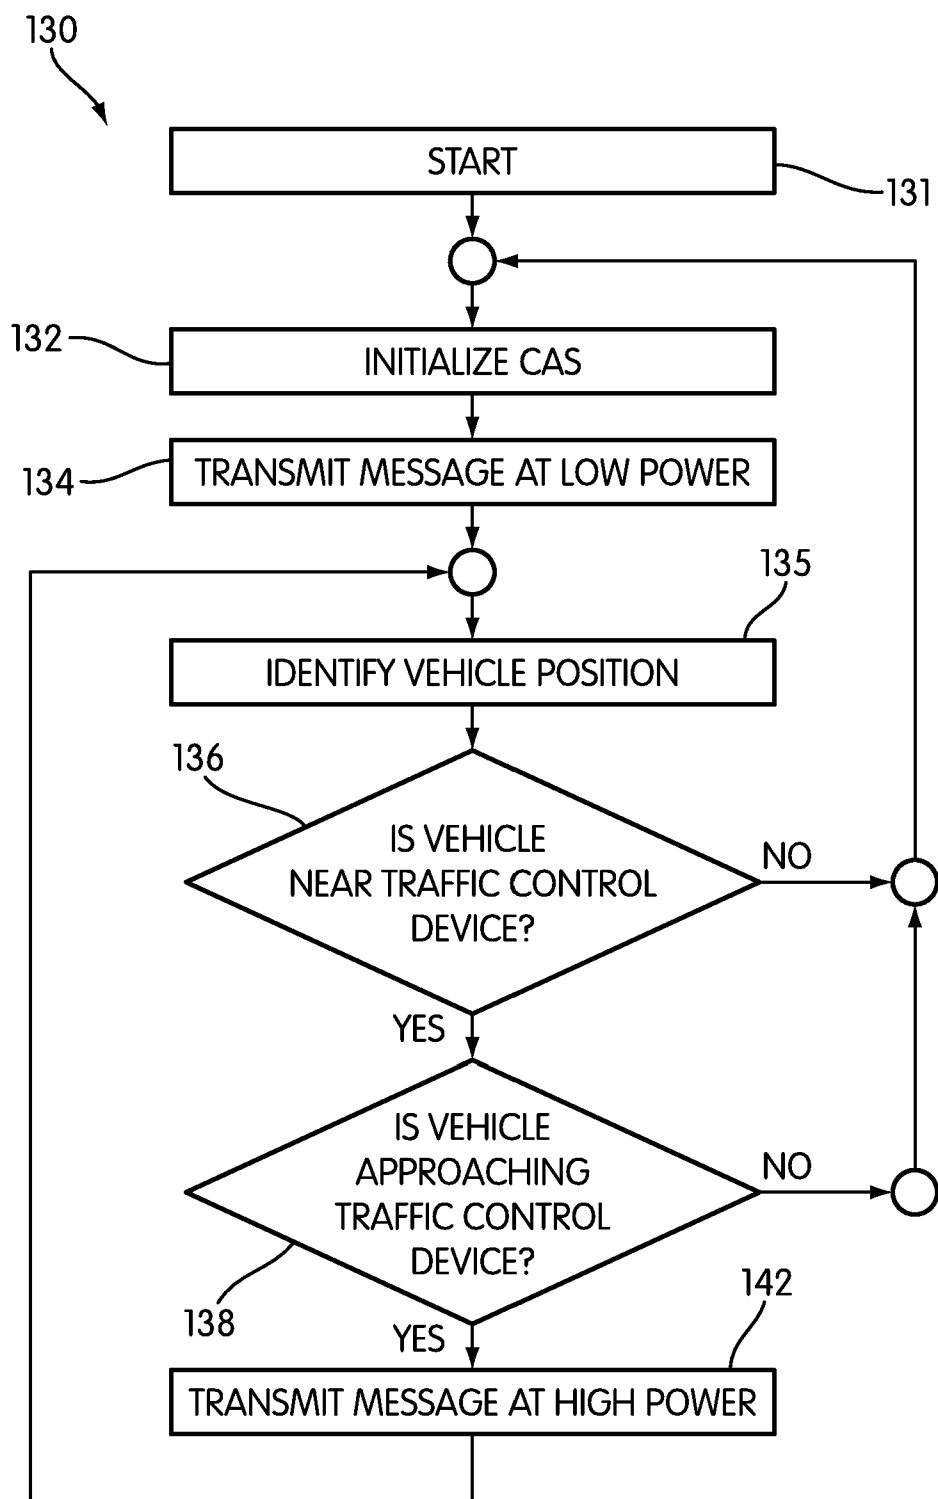 130
START
131
132
INITIALIZE CAS
134
TRANSMIT MESSAGE AT LOW POWER
135
IDENTIFY VEHICLE POSITION
136
IS VEHICLE
NEAR TRAFFIC CONTROL
DEVICE?
NO
YES
IS VEHICLE
APPROACHING
TRAFFIC CONTROL
DEVICE?
NO
138
YES
142
TRANSMIT MESSAGE AT HIGH POWER